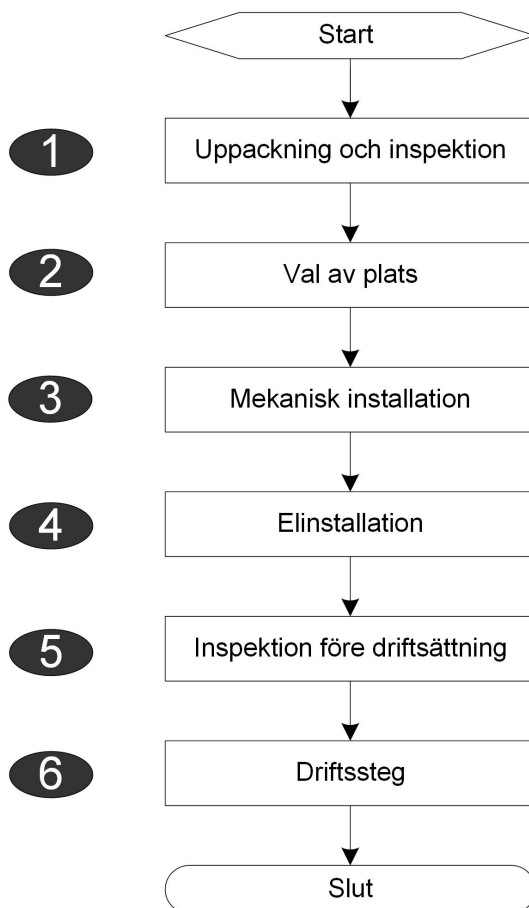 Start
1
Uppackning och inspektion
2
Val av plats
3
Mekanisk installation
4
Elinstallation
5
Inspektion före driftsättning
6
Driftssteg
Slut